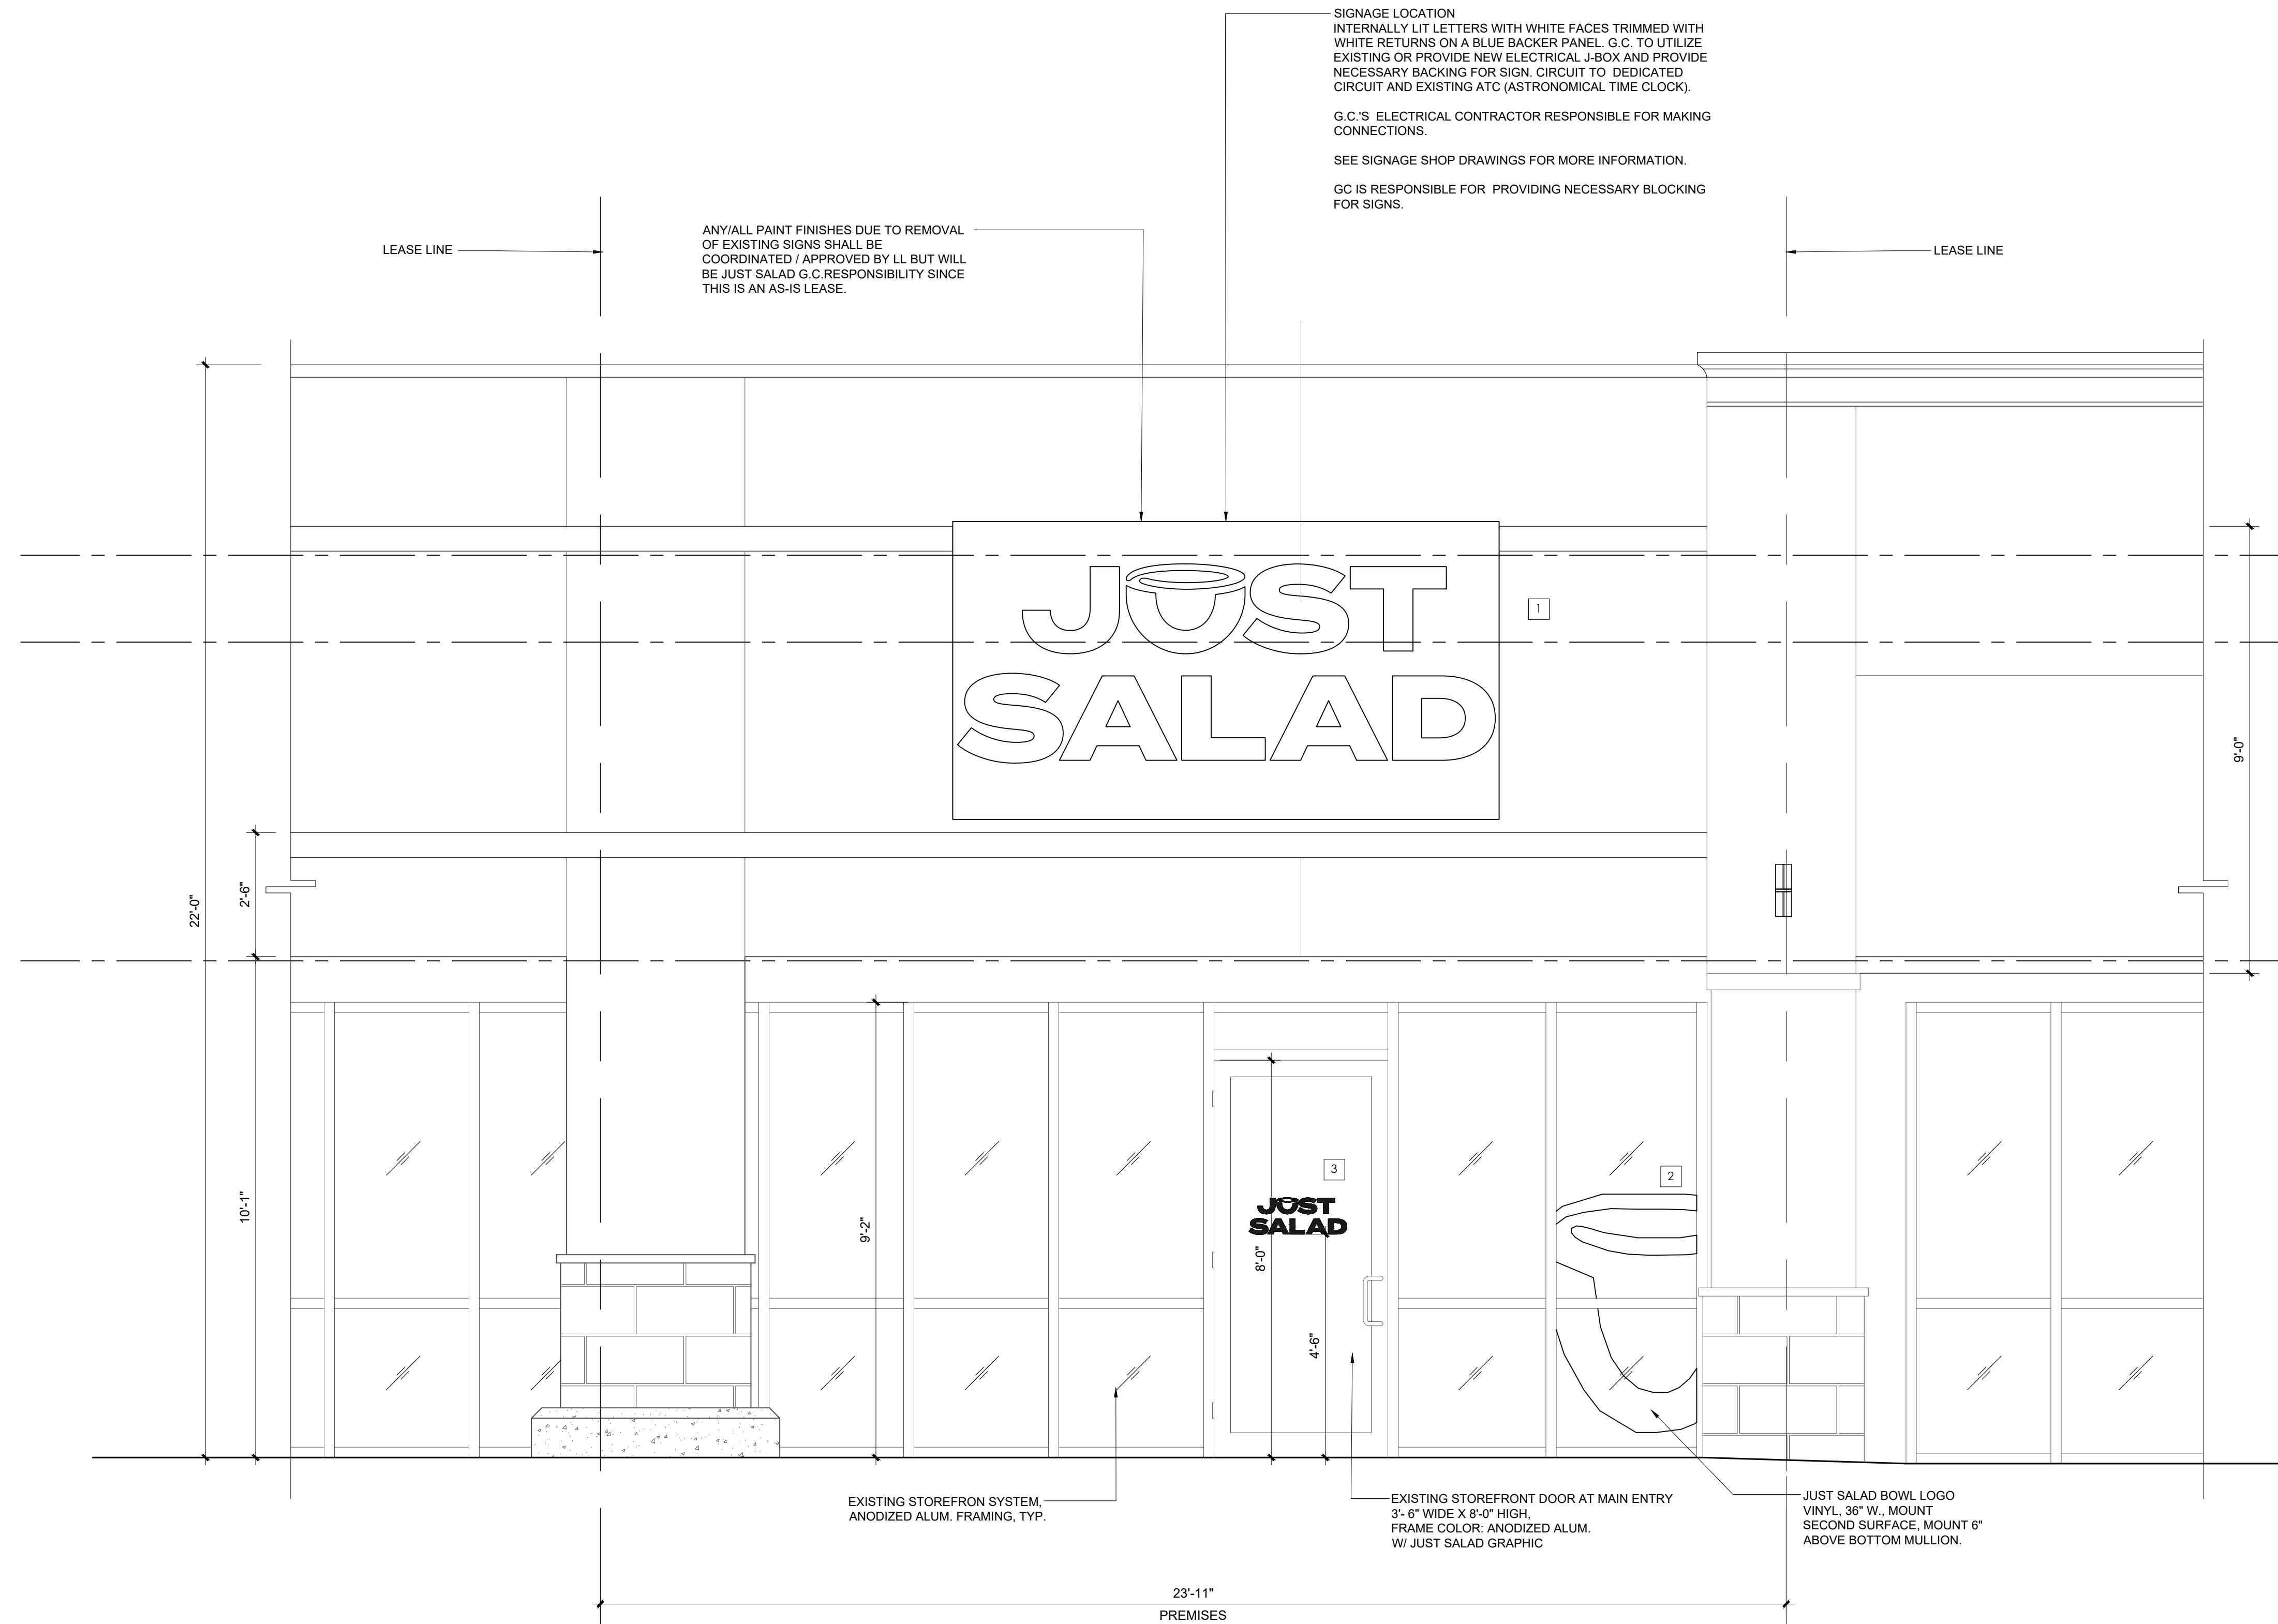 SIGNAGE LOCATION
INTERNALLY LIT LETTERS WITH WHITE FACES TRIMMED WITH
WHITE RETURNS ON A BLUE BACKER PANEL. G.C. TO UTILIZE
EXISTING OR PROVIDE NEW ELECTRICAL J-BOX AND PROVIDE
NECESSARY BACKING FOR SIGN. CIRCUIT TO DEDICATED
CIRCUIT AND EXISTING ATC (ASTRONOMICAL TIME CLOCK).
G.C.'S ELECTRICAL CONTRACTOR RESPONSIBLE FOR MAKING
CONNECTIONS.
SEE SIGNAGE SHOP DRAWINGS FOR MORE INFORMATION.
GC IS RESPONSIBLE FOR PROVIDING NECESSARY BLOCKING
FOR SIGNS.
LEASE LINE
ANY/ALL PAINT FINISHES DUE TO REMOVAL
OF EXISTING SIGNS SHALL BE
COORDINATED / APPROVED BY LL BUT WILL
BE JUST SALAD G.C.RESPONSIBILITY SINCE
THIS IS AN AS-IS LEASE.
LEASE LINE
JUST
SALAD
1
9'-0"
22'-0"
2'-6"
10'-1"
9'-2"
8'-0"
4'-6"
3
JUST
SALAD
2
EXISTING STOREFRON SYSTEM,
ANODIZED ALUM. FRAMING, TYP.
EXISTING STOREFRONT DOOR AT MAIN ENTRY
3'- 6" WIDE X 8'-0" HIGH,
FRAME COLOR: ANODIZED ALUM.
W/ JUST SALAD GRAPHIC
JUST SALAD BOWL LOGO
VINYL, 36" W., MOUNT
SECOND SURFACE, MOUNT 6"
ABOVE BOTTOM MULLION.
23'-11"
PREMISES